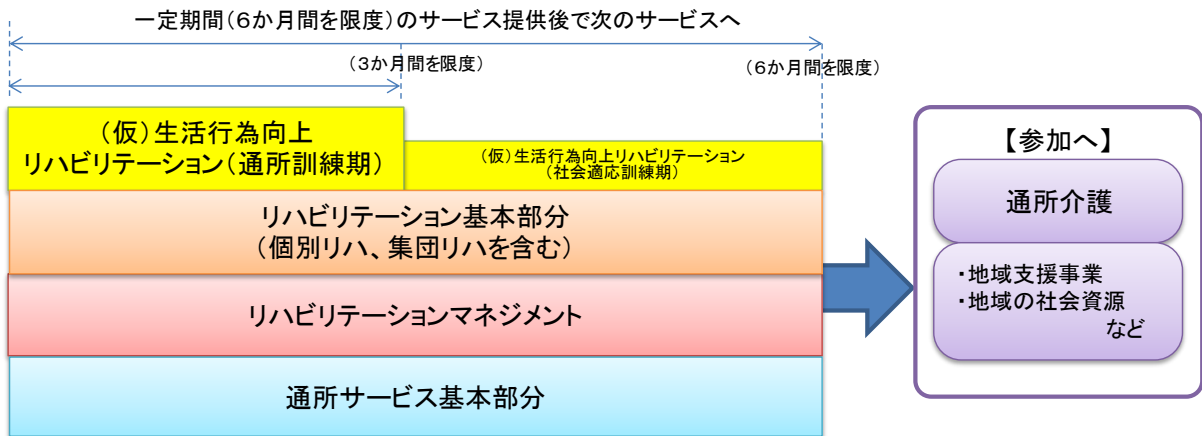 一定期間(６か月間を限度)のサービス提供後で次のサービスへ
(３か月間を限度)
(６か月間を限度)
(仮)生活行為向上
リハビリテーション(通所訓練期)
(仮)生活行為向上リハビリテーション
(社会適応訓練期)
リハビリテーション基本部分
(個別リハ、集団リハを含む)
リハビリテーションマネジメント
通所サービス基本部分
【参加へ】
通所介護
・地域支援事業
・地域の社会資源
など